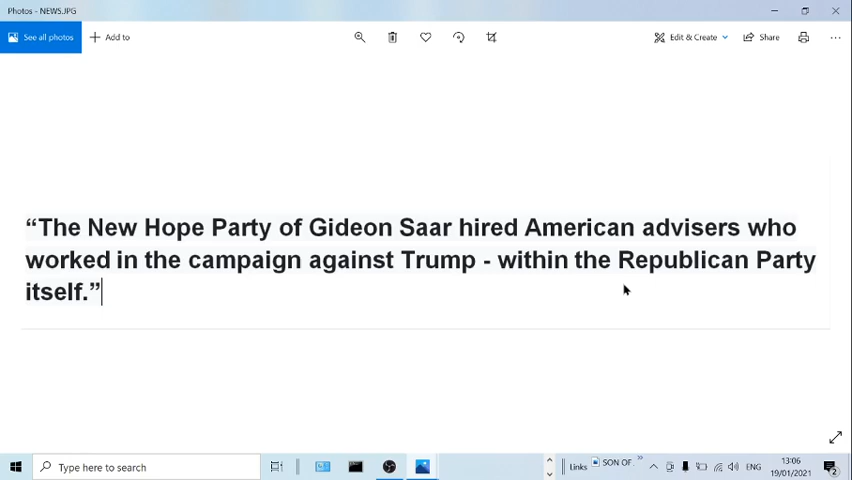 Photos - NEWS.JPG
See all photos
Add to
Edit & Create
Share
“The New Hope Party of Gideon Saar hired American advisers who
worked in the campaign against Trump - within the Republican Party
itself.”
Type here to search
Links
SON OF
ENG
13:06
19/01/2021
2